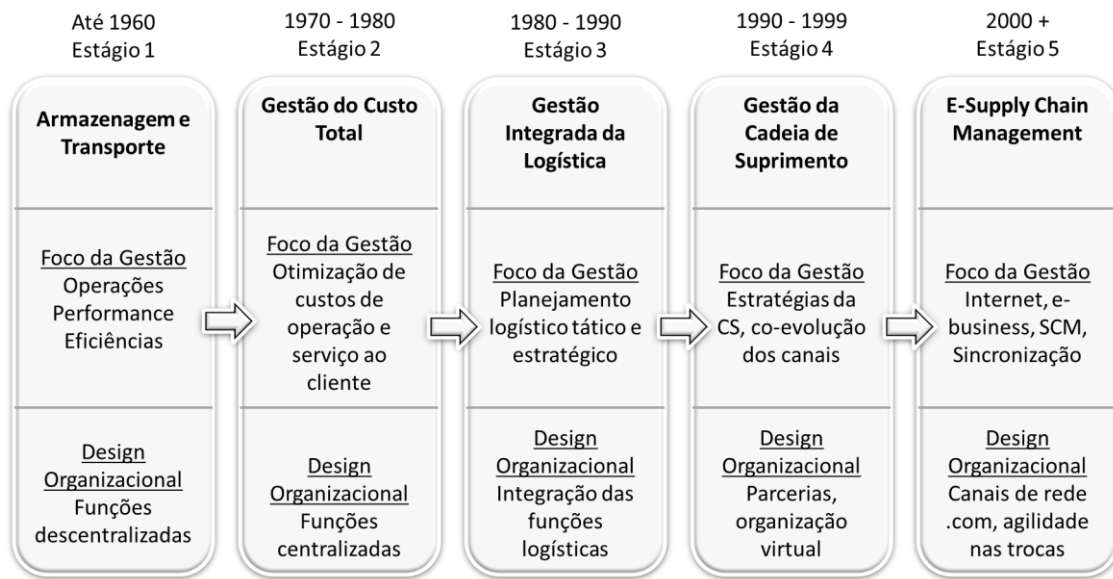 Até 1960
Estágio 1
Armazenagem e
Transporte
Foco da Gestão
Operações
Performance
Eficiências
Design
Organizacional
Funções
descentralizadas
1970 - 1980
Estágio 2
Gestão do Custo
Total
Foco da Gestão
Otimização de
custos de
operação e
serviço ao
cliente
Design
Organizacional
Funções
centralizadas
1980 - 1990
Estágio 3
Gestão
Integrada da
Logística
Foco da Gestão
Planejamento
logístico tático e
estratégico
Design
Organizacional
Integração das
funções
logísticas
1990 - 1999
Estágio 4
Gestão da
Cadeia de
Suprimento
Foco da Gestão
Estratégias da
CS, co-evolução
dos canais
Design
Organizacional
Parcerias,
organização
virtual
2000 +
Estágio 5
E-Supply Chain
Management
Foco da Gestão
Internet, e-
business, SCM,
Sincronização
Design
Organizacional
Canais de rede
.com, agilidade
nas trocas